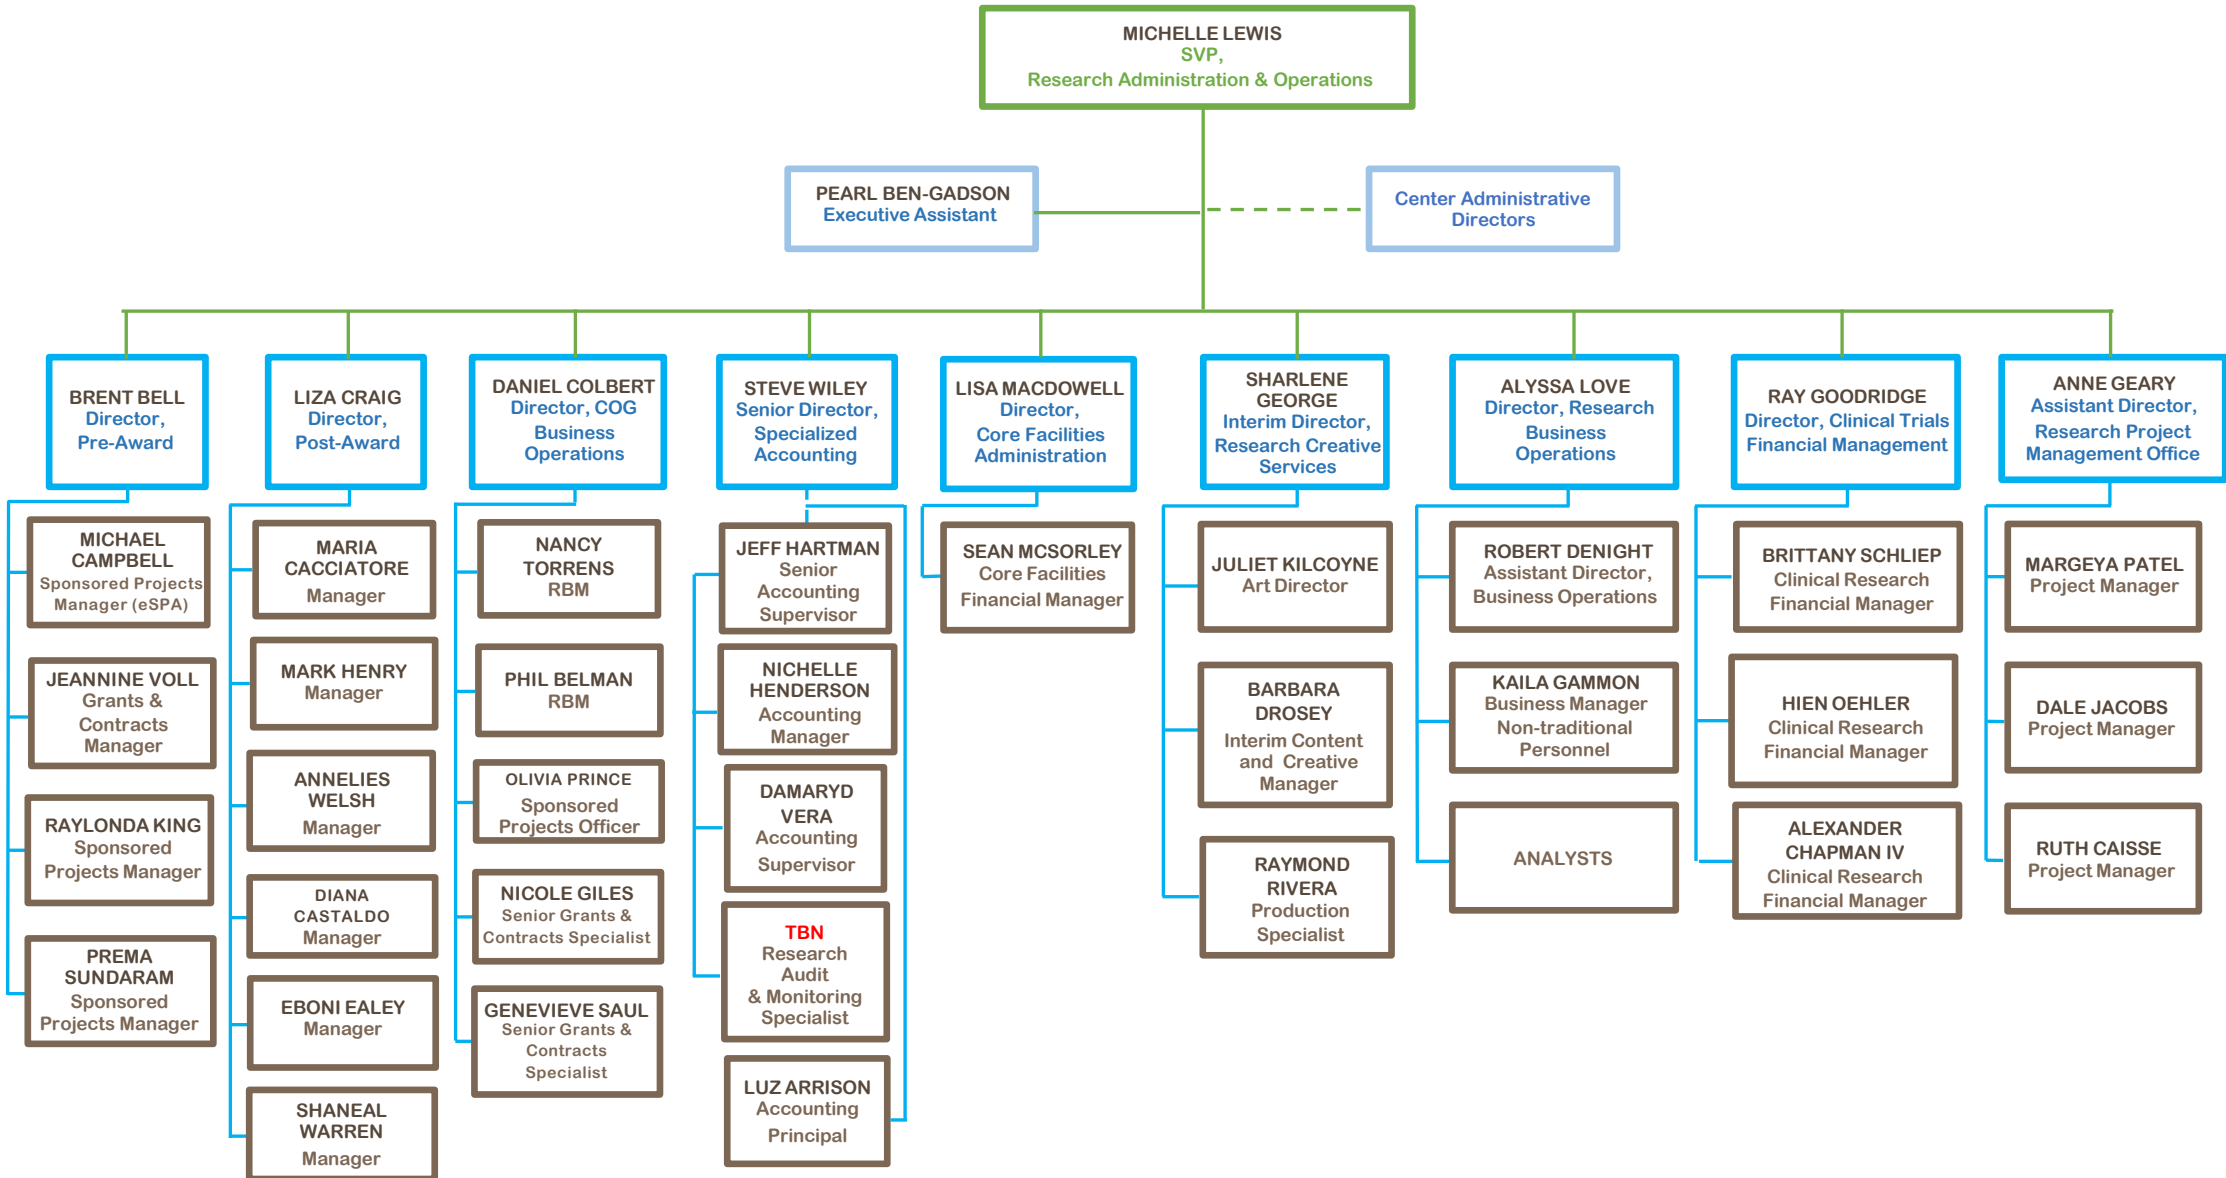 MICHELLE LEWIS
SVP,
Research Administration & Operations
PEARL BEN-GADSON
Executive Assistant
Center Administrative
Directors
BRENT BELL
Director,
Pre-Award
LIZA CRAIG
Director,
Post-Award
DANIEL COLBERT
Director, COG
Business
Operations
STEVE WILEY
Senior Director,
Specialized
Accounting
LISA MACDOWELL
Director,
Core Facilities
Administration
SHARLENE
GEORGE
Interim Director,
Research Creative
Services
ALYSSA LOVE
Director, Research
Business
Operations
RAY GOODRIDGE
Director, Clinical Trials
Financial Management
ANNE GEARY
Assistant Director,
Research Project
Management Office
MICHAEL
CAMPBELL
Sponsored Projects
Manager (eSPA)
JEANNINE VOLL
Grants &
Contracts
Manager
RAYLONDA KING
Sponsored
Projects Manager
PREMA
SUNDARAM
Sponsored
Projects Manager
MARIA
CACCIATORE
Manager
MARK HENRY
Manager
ANNELIES
WELSH
Manager
DIANA
CASTALDO
Manager
EBONI EALEY
Manager
SHANEAL
WARREN
Manager
NANCY
TORRENS
RBM
PHIL BELMAN
RBM
OLIVIA PRINCE
Sponsored
Projects Officer
NICOLE GILES
Senior Grants &
Contracts Specialist
GENEVIEVE SAUL
Senior Grants &
Contracts
Specialist
JEFF HARTMAN
Senior
Accounting
Supervisor
NICHELLE
HENDERSON
Accounting
Manager
DAMARYD
VERA
Accounting
Supervisor
TBN
Research
Audit
& Monitoring
Specialist
LUZ ARRISON
Accounting
Principal
SEAN MCSORLEY
Core Facilities
Financial Manager
JULIET KILCOYNE
Art Director
BARBARA
DROSEY
Interim Content
and Creative
Manager
RAYMOND
RIVERA
Production
Specialist
ROBERT DENIGHT
Assistant Director,
Business Operations
KAILA GAMMON
Business Manager
Non-traditional
Personnel
ANALYSTS
BRITTANY SCHLIEP
Clinical Research
Financial Manager
HIEN OEHLER
Clinical Research
Financial Manager
ALEXANDER
CHAPMAN IV
Clinical Research
Financial Manager
MARGEYA PATEL
Project Manager
DALE JACOBS
Project Manager
RUTH CAISSE
Project Manager